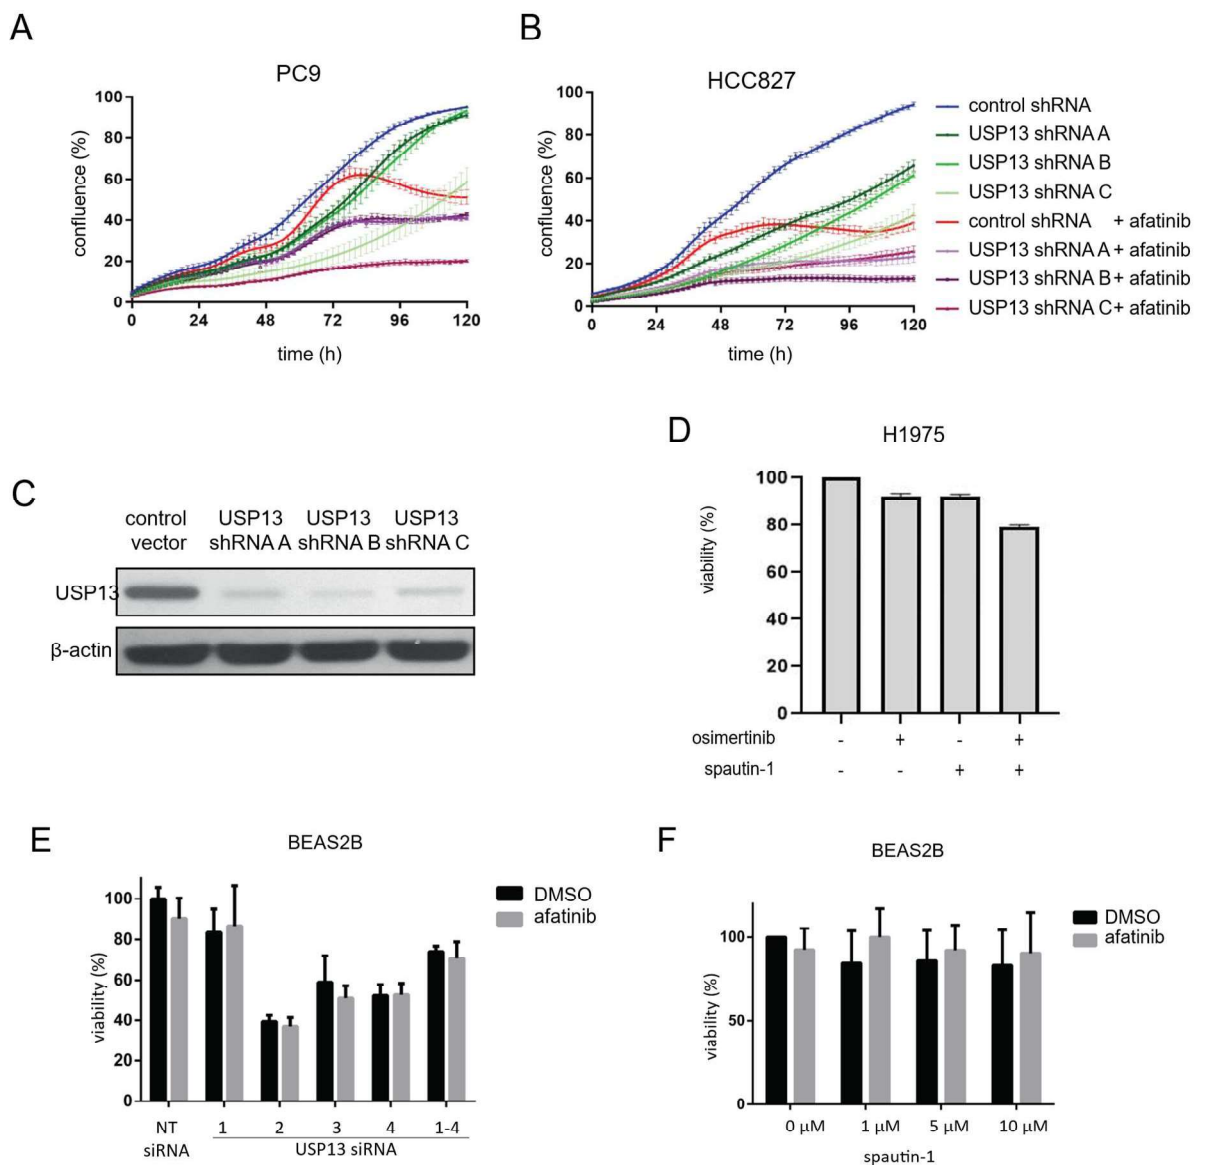 A
PC9
100
80
60
40
20
0
confluence (%)
0 24 48 72 96 120
time (h)
B
HCC827
100
80
60
40
20
0
confluence (%)
0 24 48 72 96 120
time (h)
control shRNA
USP13 shRNA A
USP13 shRNA B
USP13 shRNA C
control shRNA + afatinib
USP13 shRNA A + afatinib
USP13 shRNA B + afatinib
USP13 shRNA C + afatinib
C
control USP13 USP13 USP13
vector shRNA A shRNA B shRNA C
USP13
β-actin
D
H1975
100
80
60
40
20
0
viability (%)
osimertinib - + - +
spautin-1 - - + +
E
BEAS2B
100
80
60
40
20
0
viability (%)
DMSO
afatinib
NT 1 2 3 4 1-4
siRNA USP13 siRNA
F
BEAS2B
100
50
0
viability (%)
DMSO
afatinib
0 µM 1 µM 5 µM 10 µM
spautin-1